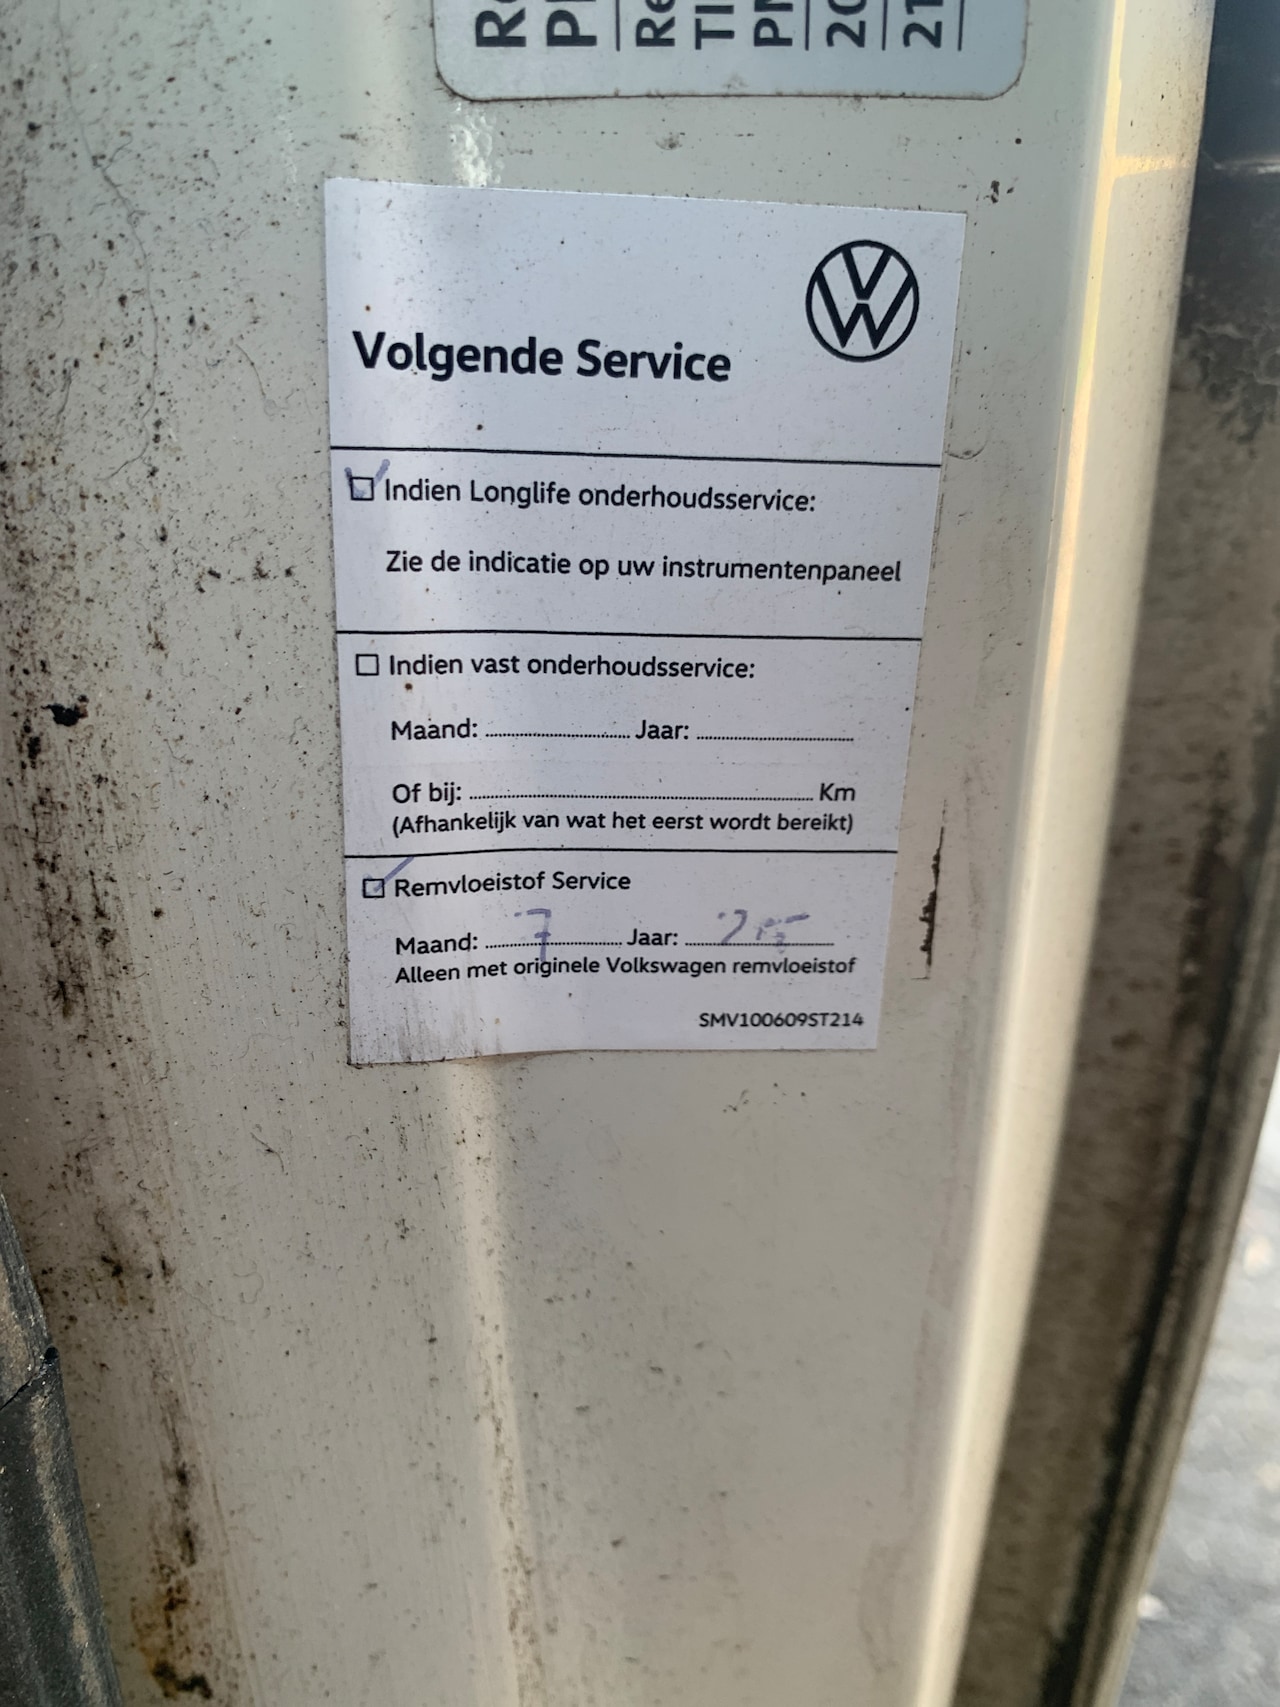 Volgende Service
Indien Longlife onderhoudsservice:
Zie de indicatie op uw instrumentenpaneel
Indien vast onderhoudsservice:
Maand: ........................ Jaar: ........................
Of bij: ........................ Km
(Afhankelijk van wat het eerst wordt bereikt)
Remvloeistof Service
Maand: 7 Jaar:
Alleen met originele Volkswagen remvloeistof
SMV100609ST214